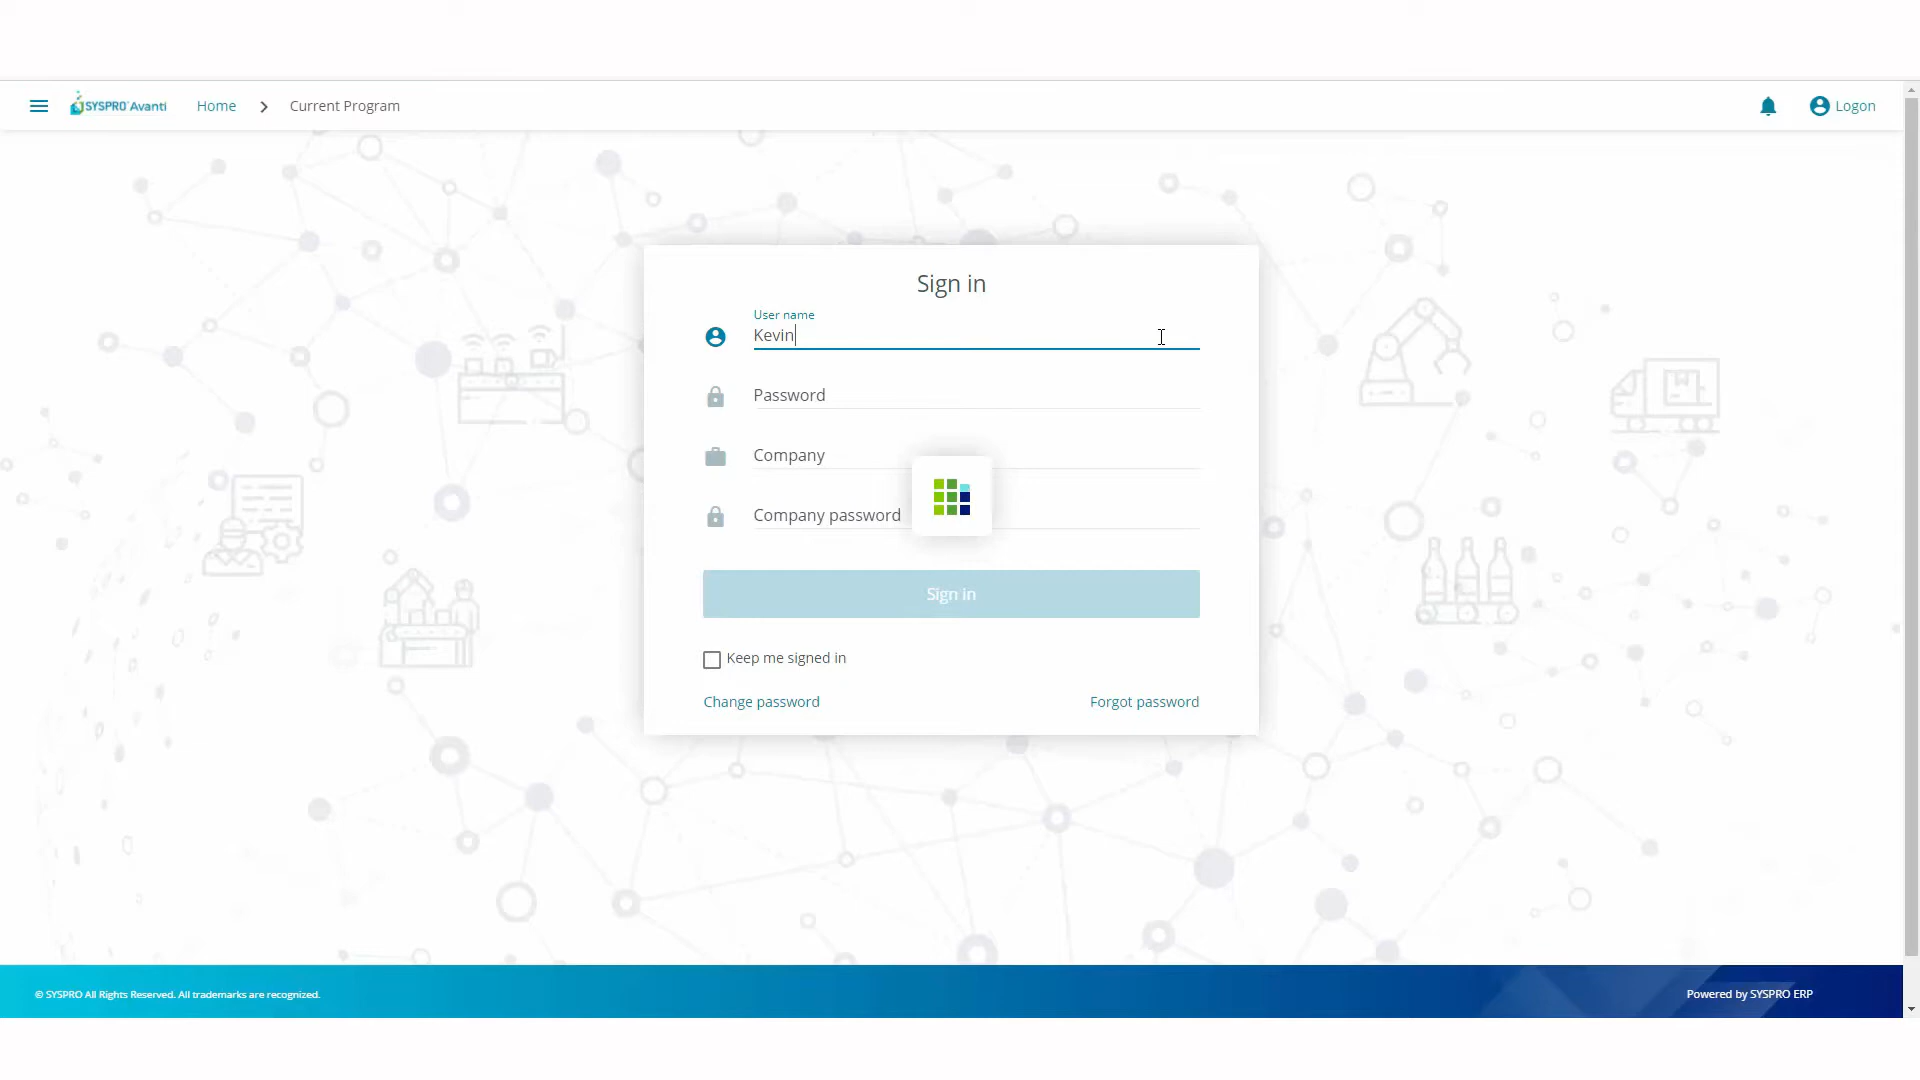 SYSPRO Avanti
Home
Current Program
Logon
Sign in
User name
Kevin
Password
Company
Company password
Sign in
Keep me signed in
Change password
Forgot password
© SYSPRO All Rights Reserved. All trademarks are recognized.
Powered by SYSPRO ERP